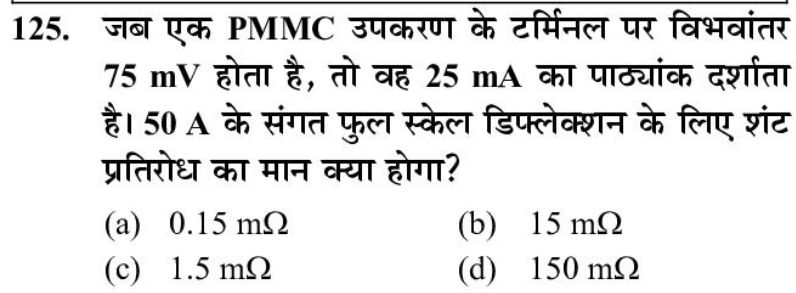 125. जब एक PMMC उपकरण के टर्मिनल पर विभवांतर
75 mV होता है, तो वह 25 mA का पाठ्यांक दर्शाता
है। 50 A के संगत फुल स्केल डिफ्लेक्शन के लिए शंट
प्रतिरोध का मान क्या होगा?
(a) 0.15 mΩ (b) 15 mΩ
(c) 1.5 mΩ (d) 150 mΩ